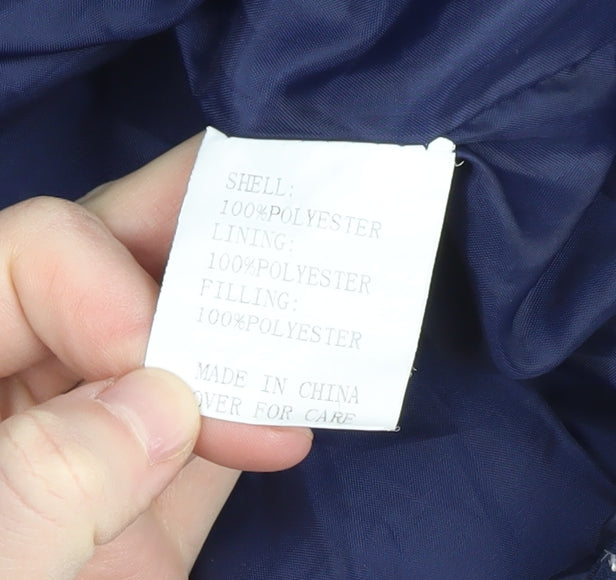 SHELL:
100%POLYESTER
LINING:
100%POLYESTER
FILLING:
100%POLYESTER
MADE IN CHINA
OVER FOR CARE